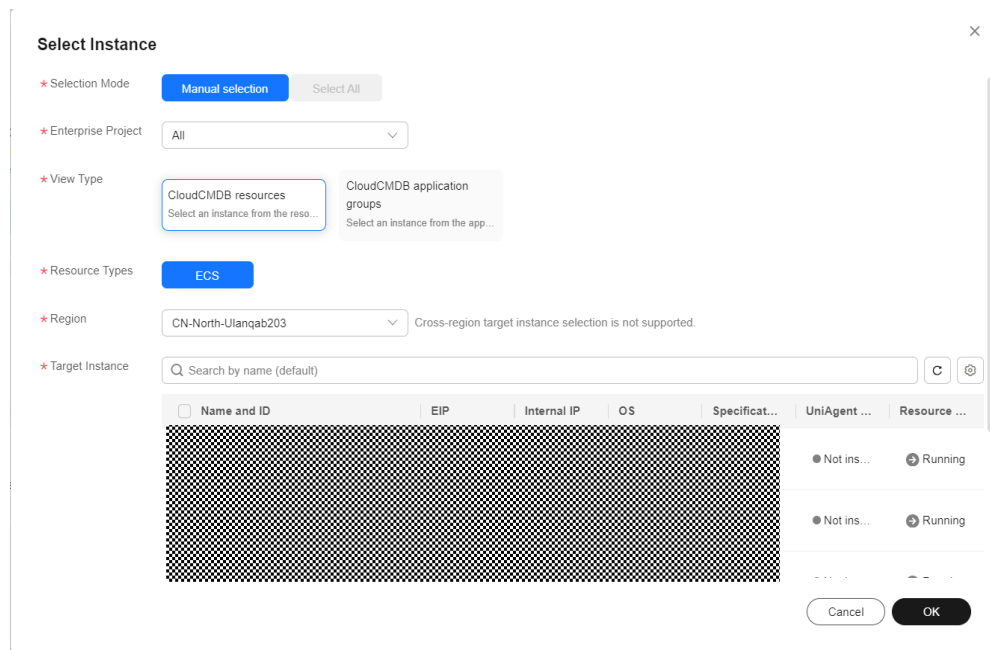 Select Instance
* Selection Mode
Manual selection
Select All
* Enterprise Project
All
* View Type
CloudCMDB resources
Select an instance from the reso...
CloudCMDB application
groups
Select an instance from the app...
* Resource Types
ECS
* Region
CN-North-Ulanqab203
Cross-region target instance selection is not supported.
* Target Instance
Search by name (default)
Name and ID EIP Internal IP OS Specificat... UniAgent ... Resource ...
Not ins... Running
Not ins... Running
Cancel
OK